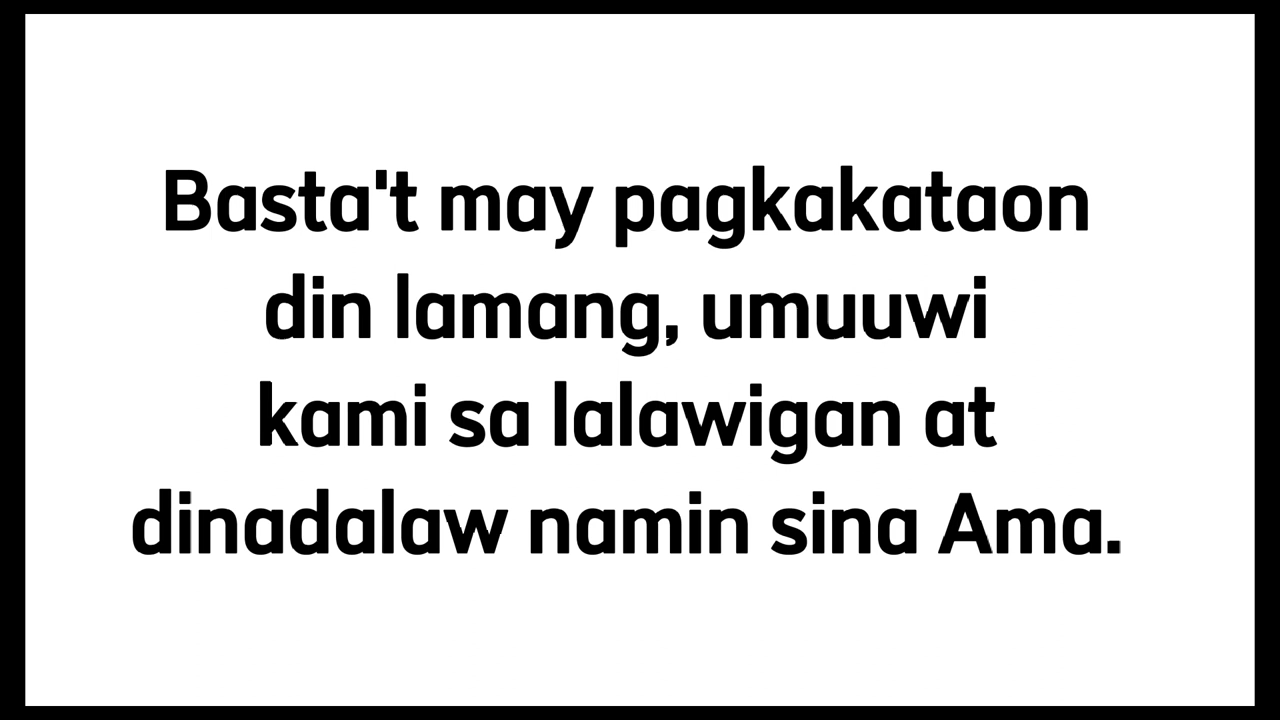 Basta't may pagkakataon
din lamang, umuuwi
kami sa lalawigan at
dinadalaw namin sina Ama.